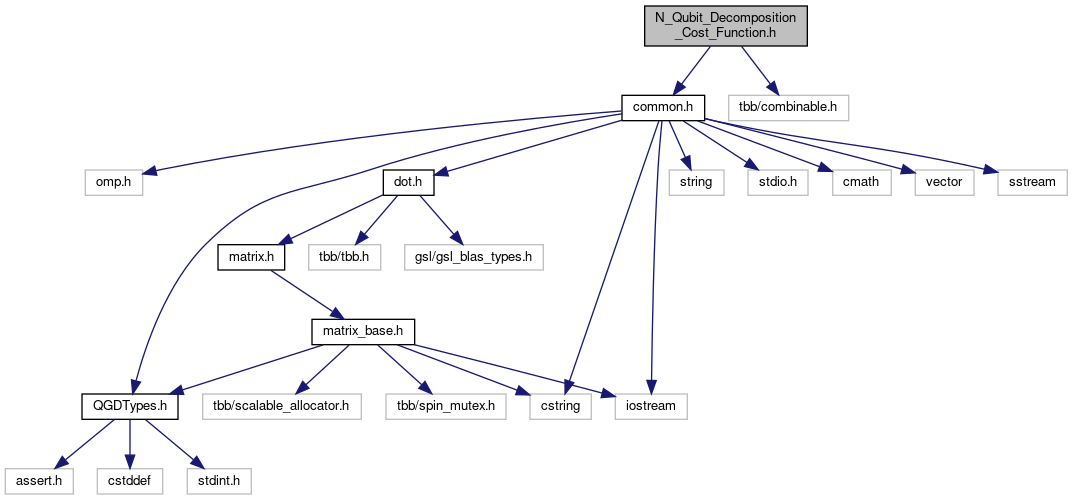 N_Qubit_Decomposition
_Cost_Function.h
common.h
tbb/combinable.h
omp.h
dot.h
string
stdio.h
cmath
vector
sstream
matrix.h
tbb/tbb.h
gsl/gsl_blas_types.h
matrix_base.h
QGDTypes.h
tbb/scalable_allocator.h
tbb/spin_mutex.h
cstring
iostream
assert.h
cstddef
stdint.h